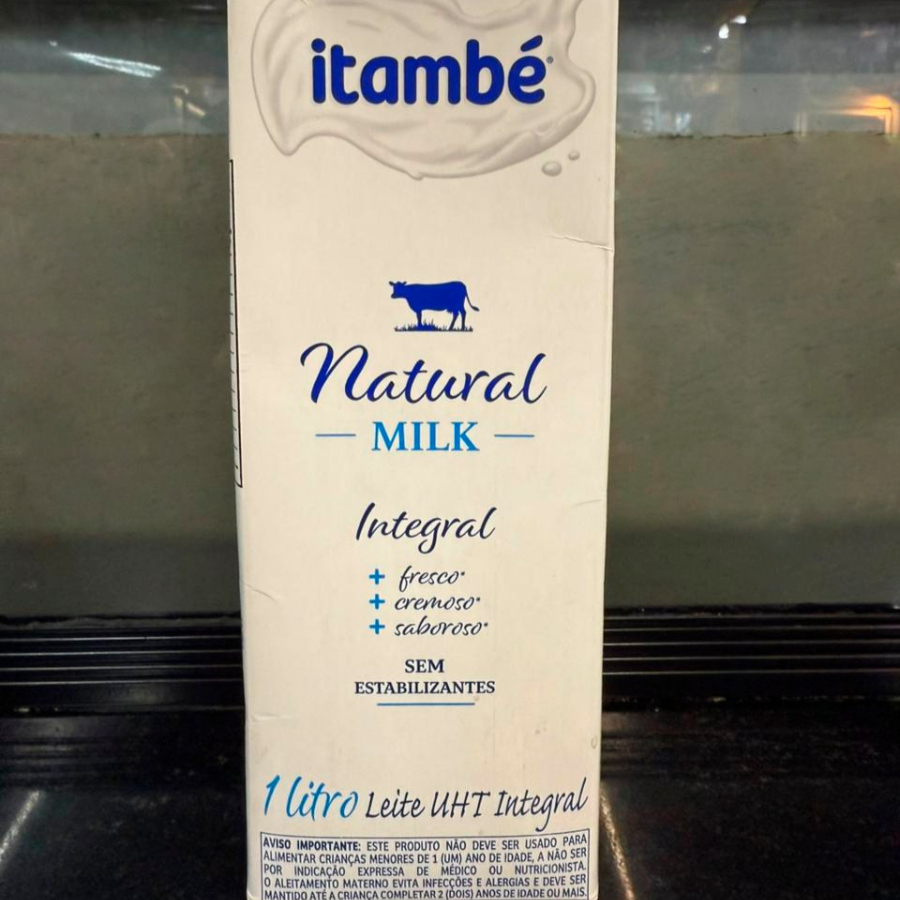 itambé
Natural
MILK
Integral
+ fresco*
+ cremoso*
+ saboroso*
SEM
ESTABILIZANTES
1 litro Leite UHT Integral
AVISO IMPORTANTE: ESTE PRODUTO NÃO DEVE SER USADO PARA
ALIMENTAR CRIANÇAS MENORES DE 1 (UM) ANO DE IDADE, A NÃO SER
POR INDICAÇÃO EXPRESSA DE MÉDICO OU NUTRICIONISTA.
O ALEITAMENTO MATERNO EVITA INFECÇÕES E ALERGIAS E DEVE SER
MANTIDO ATÉ A CRIANÇA COMPLETAR 2 (DOIS) ANOS DE IDADE OU MAIS.